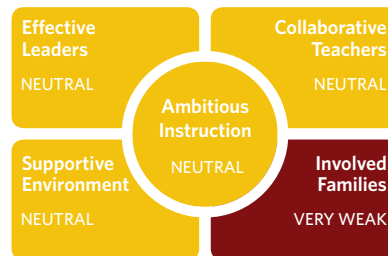 Effective
Leaders
NEUTRAL
Collaborative
Teachers
NEUTRAL
Ambitious
Instruction
NEUTRAL
Supportive
Environment
NEUTRAL
Involved
Families
VERY WEAK